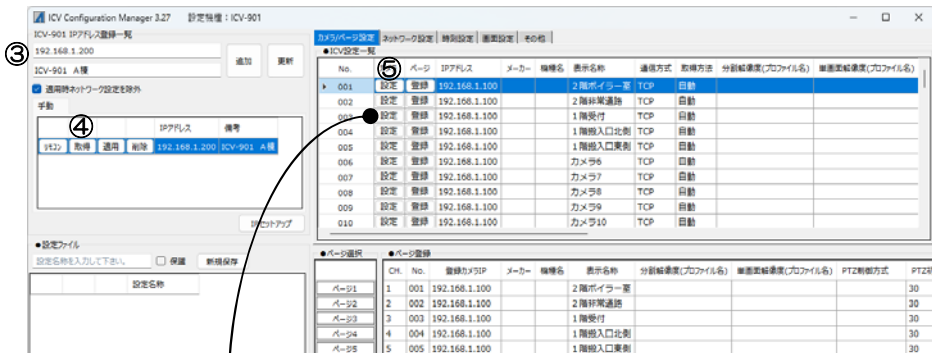 ICV Configuration Manager 3.27 設定機種：ICV-901
ICV-901 IPアドレス登録一覧
③
192.168.1.200
ICV-901 A棟
追加 更新
適用時ネットワーク設定を除外
手動
④
IPアドレス 備考
ﾘﾓｺﾝ 取得 適用 削除 192.168.1.200 ICV-901 A棟
IPセットアップ
●設定ファイル
設定名称を入力して下さい。 保護 新規保存
設定名称
カメラ/ページ設定 ネットワーク設定 時刻設定 画面設定 その他
●ICV設定一覧
⑤
No. ページ IPアドレス メーカー 機種名 表示名称 通信方式 取得方法 分割解像度(プロファイル名) 単画面解像度(プロファイル名)
001 設定 登録 192.168.1.100 2階ボイラー室 TCP 自動
002 設定 登録 192.168.1.100 2階非常通路 TCP 自動
003 設定 登録 192.168.1.100 1階受付 TCP 自動
004 設定 登録 192.168.1.100 1階搬入口北側 TCP 自動
005 設定 登録 192.168.1.100 1階搬入口東側 TCP 自動
006 設定 登録 192.168.1.100 カメラ6 TCP 自動
007 設定 登録 192.168.1.100 カメラ7 TCP 自動
008 設定 登録 192.168.1.100 カメラ8 TCP 自動
009 設定 登録 192.168.1.100 カメラ9 TCP 自動
010 設定 登録 192.168.1.100 カメラ10 TCP 自動
●ページ選択 ●ページ登録
CH. No. 登録カメラIP メーカー 機種名 表示名称 分割解像度(プロファイル名) 単画面解像度(プロファイル名) PTZ制御方式
ページ1 1 001 192.168.1.100 2階ボイラー室 30
ページ2 2 002 192.168.1.100 2階非常通路 30
ページ3 3 003 192.168.1.100 1階受付 30
ページ4 4 004 192.168.1.100 1階搬入口北側 30
ページ5 5 005 192.168.1.100 1階搬入口東側 30